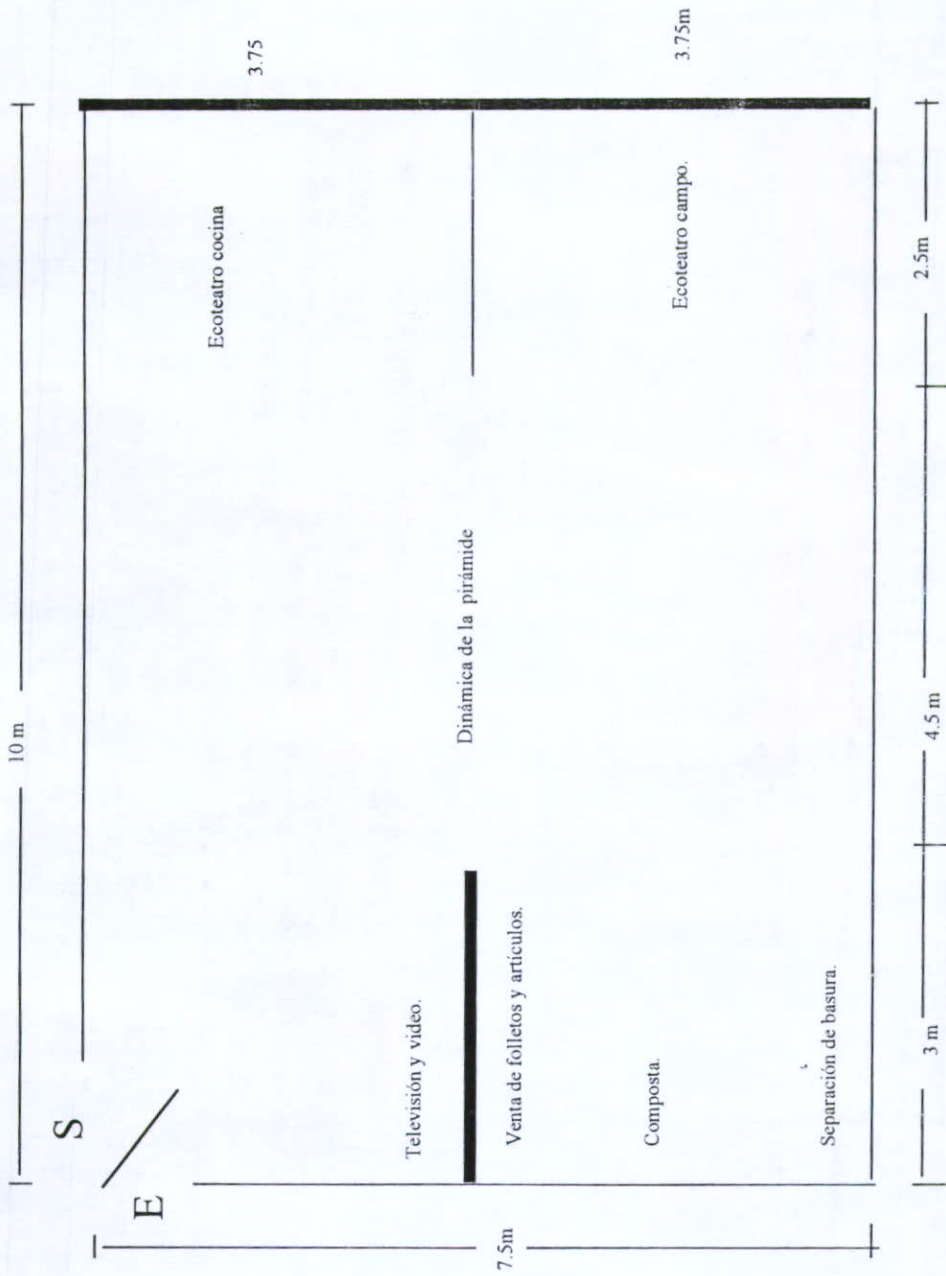 10 m
S
E
3.75
Ecoteatro cocina
Televisión y video.
Dinámica de la pirámide
7.5m
Venta de folletos y artículos.
Composta.
Ecoteatro campo.
3.75m
Separación de basura.
3 m
4.5 m
2.5m